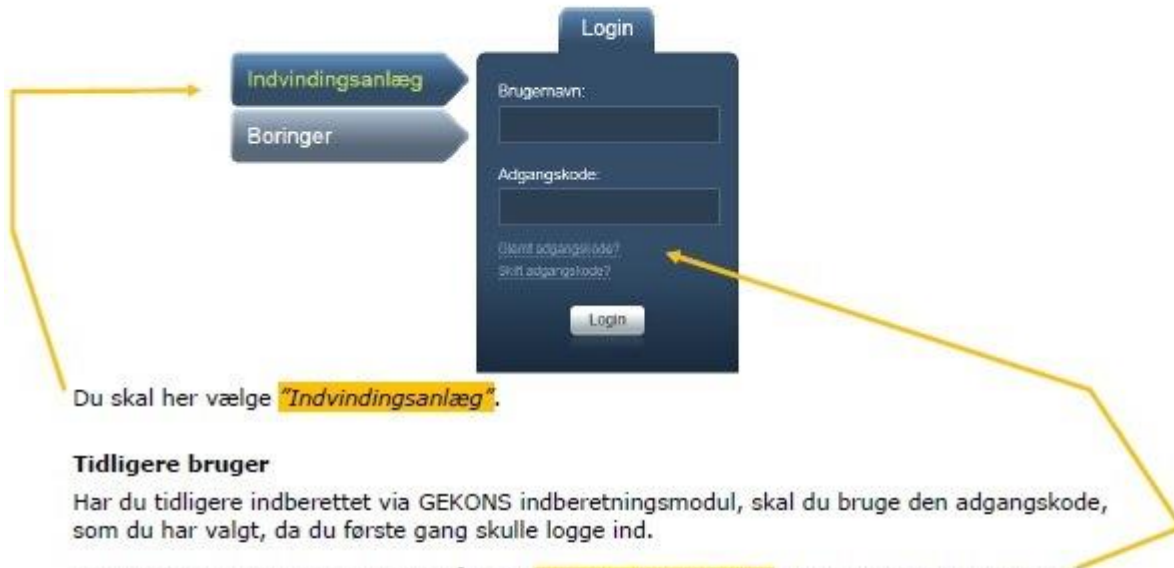 Login
Indvindingsanlæg
Boringer
Brugernavn:
Adgangskode:
Glemt adgangskode?
Skift adgangskode?
Login
Du skal her vælge "Indvindingsanlæg".
Tidligere bruger
Har du tidligere indberettet via GEKONS indberetningsmodul, skal du bruge den adgangskode,
som du har valgt, da du første gang skulle logge ind.